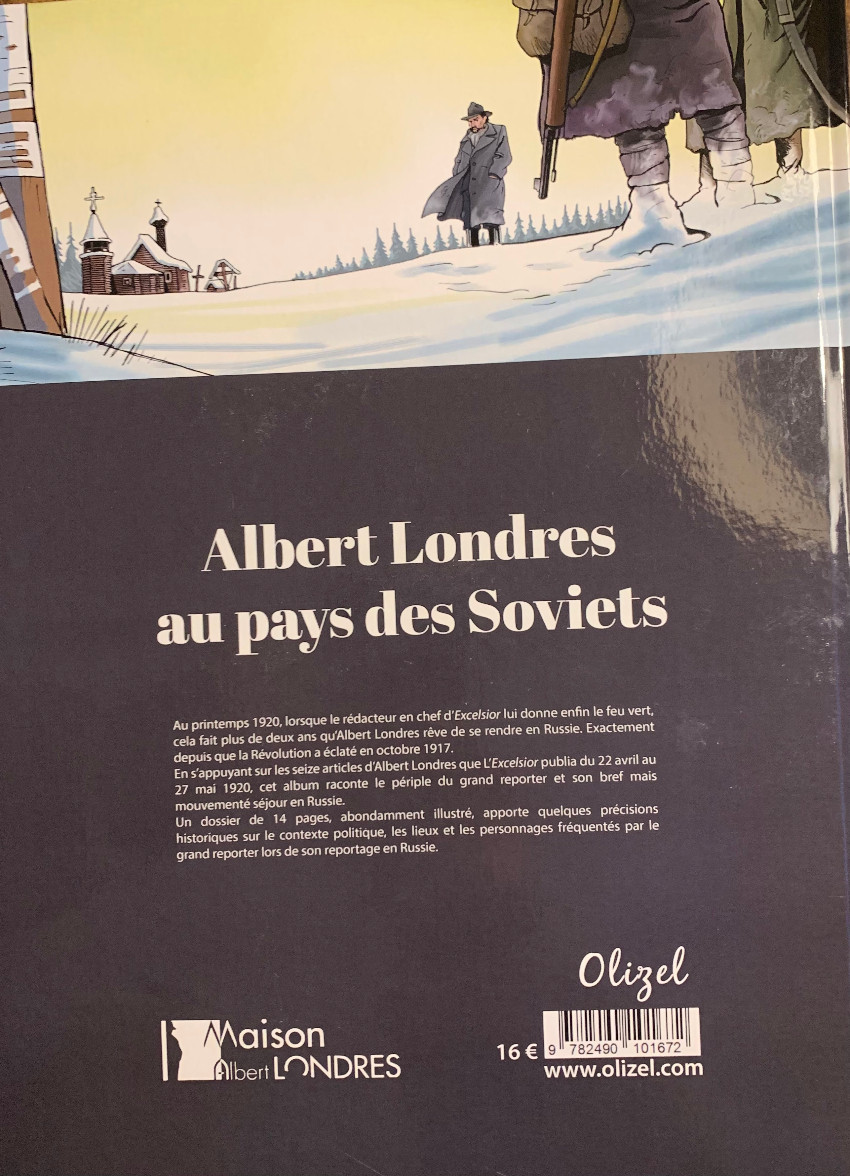 Albert Londres
au pays des Soviets
Au printemps 1920, lorsque le rédacteur en chef d'Excelsior lui donne enfin le feu vert,
cela fait plus de deux ans qu'Albert Londres rêve de se rendre en Russie. Exactement
depuis que la Révolution a éclaté en octobre 1917.
En s'appuyant sur les seize articles d'Albert Londres que L'Excelsior publia du 22 avril au
27 mai 1920, cet album raconte le périple du grand reporter et son bref mais
mouvementé séjour en Russie.
Un dossier de 14 pages, abondamment illustré, apporte quelques précisions
historiques sur le contexte politique, les lieux et les personnages fréquentés par le
grand reporter lors de son reportage en Russie.
Olizel
Maison
Albert LONDRES
16 €
9 782490 101672
www.olizel.com